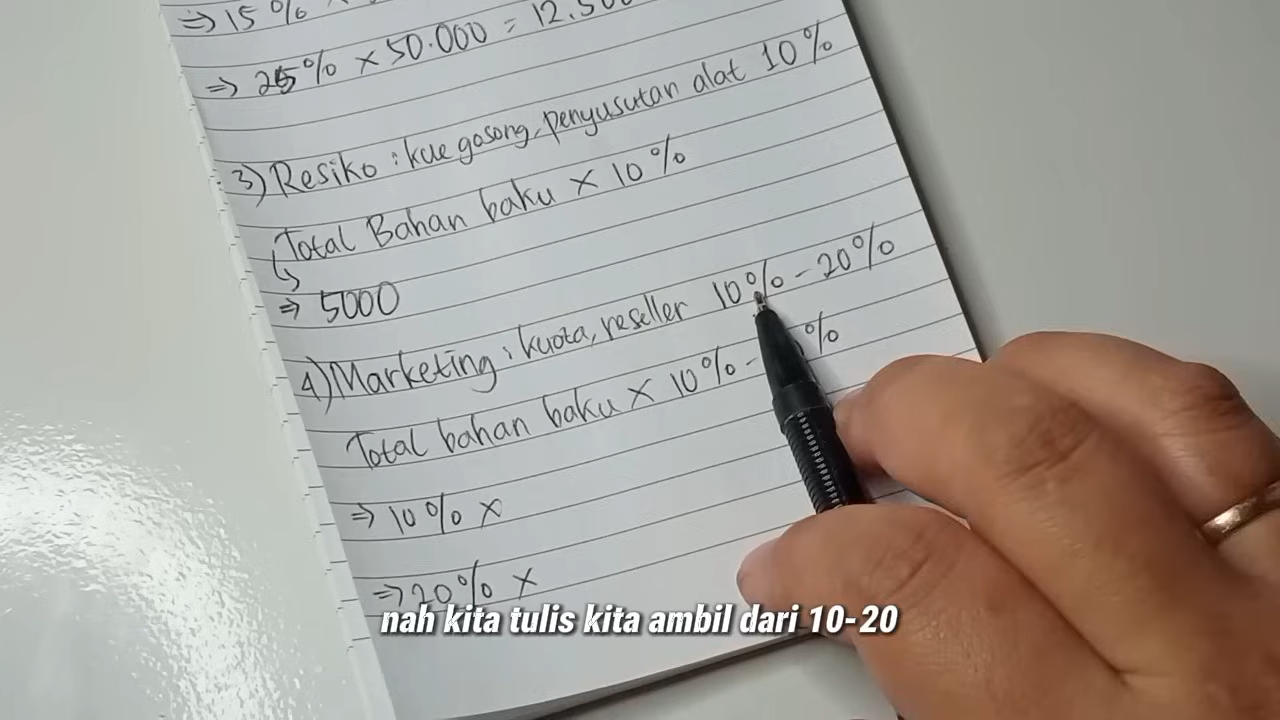 ⇒ 15%
⇒ 25% × 50.000 = 12.500
3) Resiko : kue gosong, penyusutan alat 10%
Total Bahan baku × 10%
⇒ 5000
4) Marketing : kuota, reseller 10% - 20%
Total bahan baku × 10% - %
⇒ 10% ×
⇒ 20% ×
nah kita tulis kita ambil dari 10-20